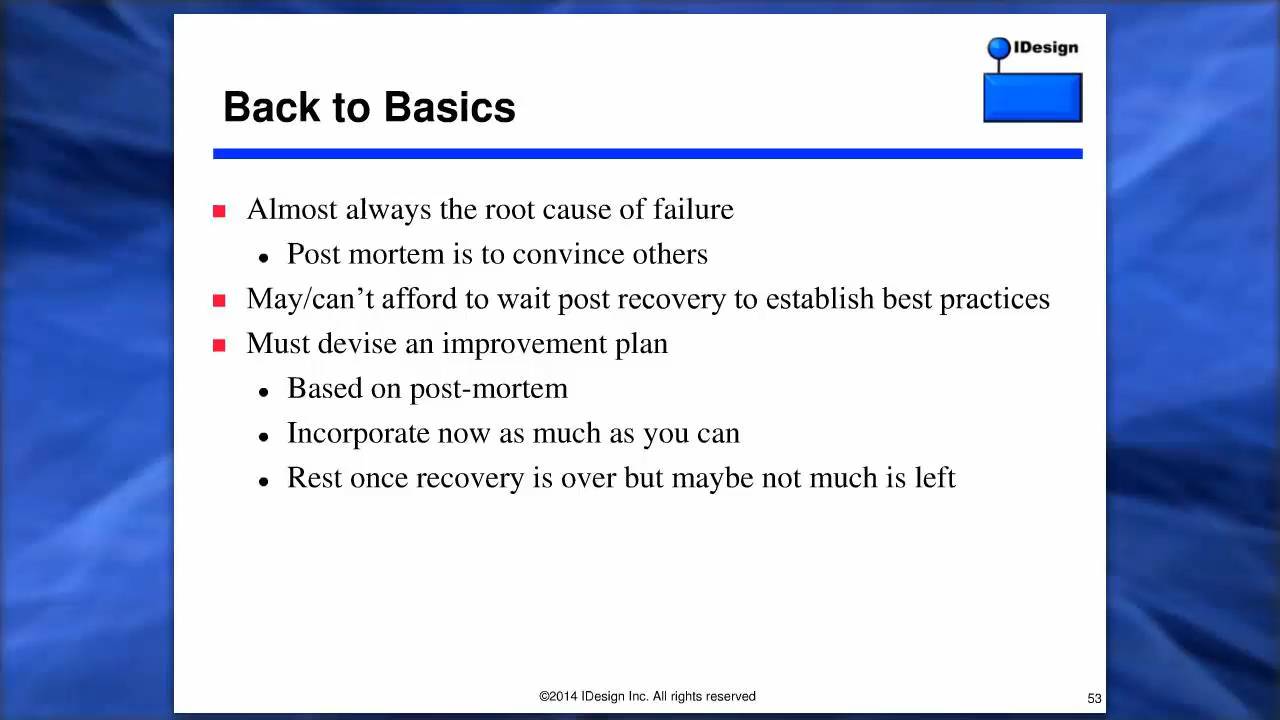 IDesign
Back to Basics
Almost always the root cause of failure
Post mortem is to convince others
May/can't afford to wait post recovery to establish best practices
Must devise an improvement plan
Based on post-mortem
Incorporate now as much as you can
Rest once recovery is over but maybe not much is left
©2014 IDesign Inc. All rights reserved
53